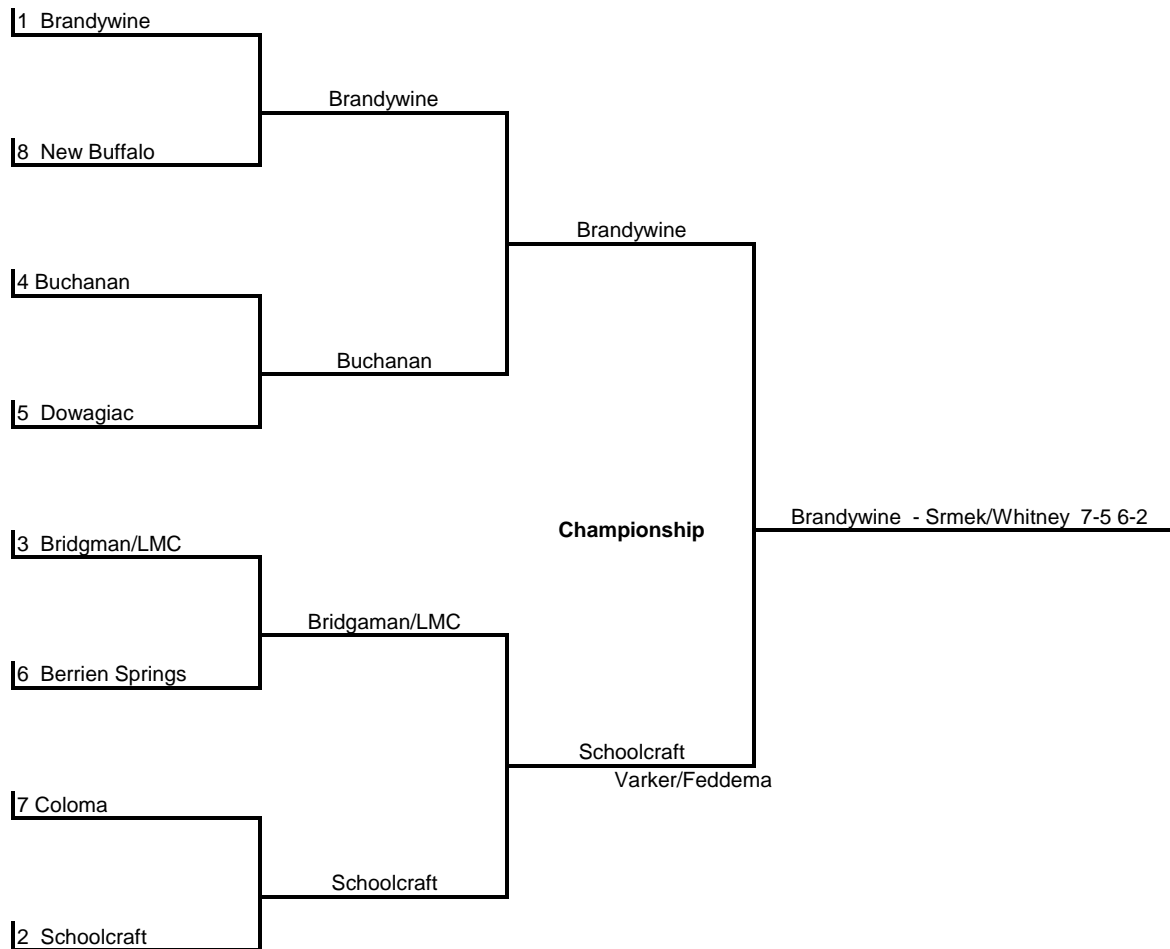 1 Brandywine
Brandywine
8 New Buffalo
Brandywine
4 Buchanan
Buchanan
5 Dowagiac
Brandywine - Srmek/Whitney 7-5 6-2
Championship
3 Bridgman/LMC
Bridgaman/LMC
6 Berrien Springs
Schoolcraft
Varker/Feddema
7 Coloma
Schoolcraft
2 Schoolcraft